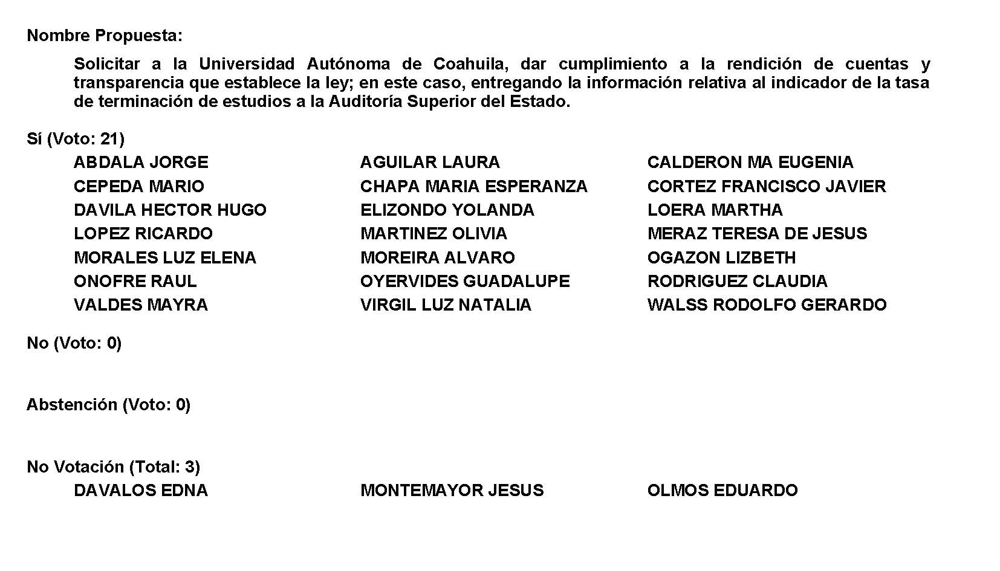 Nombre Propuesta:
Solicitar a la Universidad Autónoma de Coahuila, dar cumplimiento a la rendición de cuentas y
transparencia que establece la ley; en este caso, entregando la información relativa al indicador de la tasa
de terminación de estudios a la Auditoría Superior del Estado.
Sí (Voto: 21)
ABDALA JORGE AGUILAR LAURA CALDERON MA EUGENIA
CEPEDA MARIO CHAPA MARIA ESPERANZA CORTEZ FRANCISCO JAVIER
DAVILA HECTOR HUGO ELIZONDO YOLANDA LOERA MARTHA
LOPEZ RICARDO MARTINEZ OLIVIA MERAZ TERESA DE JESUS
MORALES LUZ ELENA MOREIRA ALVARO OGAZON LIZBETH
ONOFRE RAUL OYERVIDES GUADALUPE RODRIGUEZ CLAUDIA
VALDES MAYRA VIRGIL LUZ NATALIA WALSS RODOLFO GERARDO
No (Voto: 0)
Abstención (Voto: 0)
No Votación (Total: 3)
DAVALOS EDNA MONTEMAYOR JESUS OLMOS EDUARDO